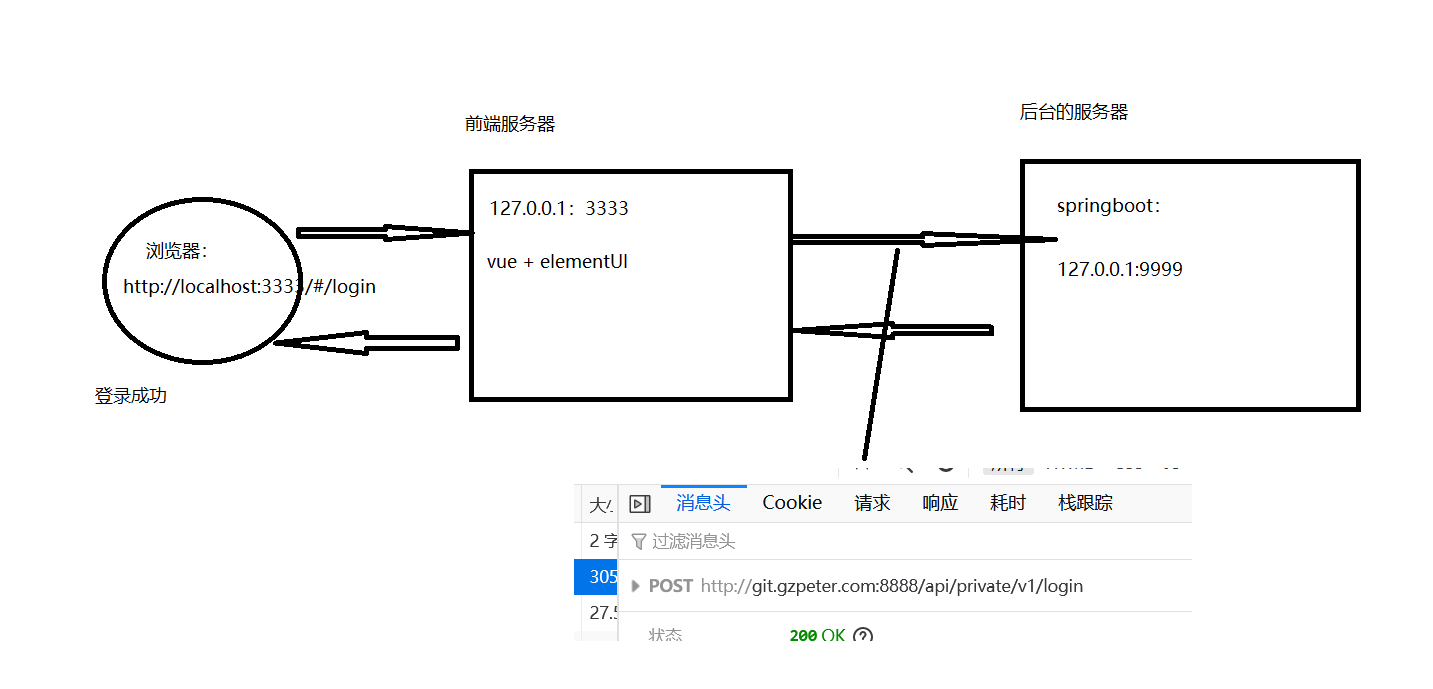 前端服务器
后台的服务器
浏览器：
http://localhost:3333/#/login
登录成功
127.0.0.1：3333
vue + elementUI
springboot：
127.0.0.1:9999
消息头 Cookie 请求 响应 耗时 栈跟踪
2 字 过滤消息头
305 POST http://git.gzpeter.com:8888/api/private/v1/login
27.5
状态 200 OK